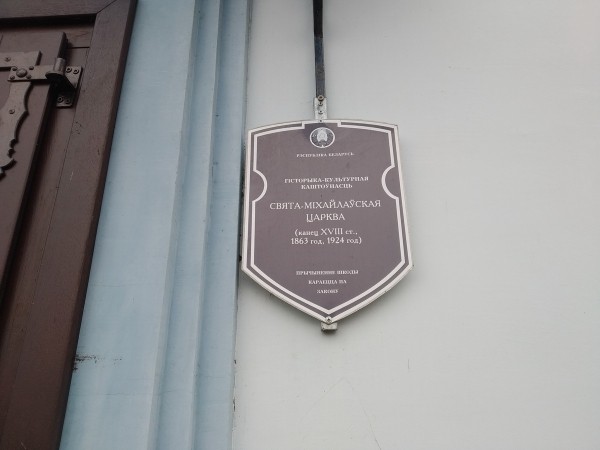 РЭСПУБЛІКА БЕЛАРУСЬ
ГІСТОРЫКА-КУЛЬТУРНАЯ
КАШТОЎНАСЦЬ
СВЯТА-МІХАЙЛАЎСКАЯ
ЦАРКВА
(канец XVIII ст.,
1863 год, 1924 год)
ПРЫЧЫНЕННЕ ШКОДЫ
КАРАЕЦЦА ПА
ЗАКОНУ